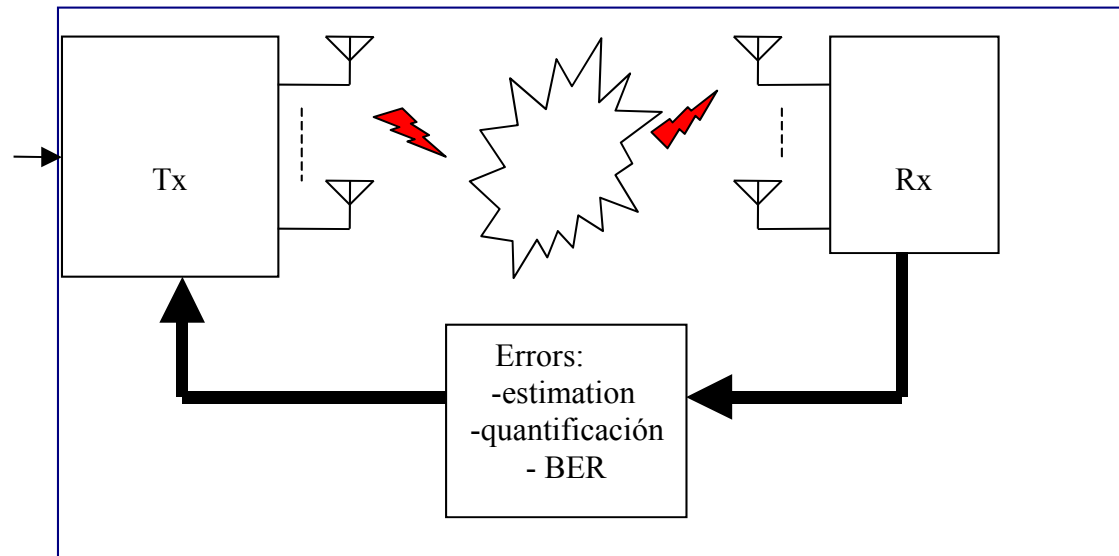 Tx
Rx
Errors:
-estimation
-quantificación
- BER